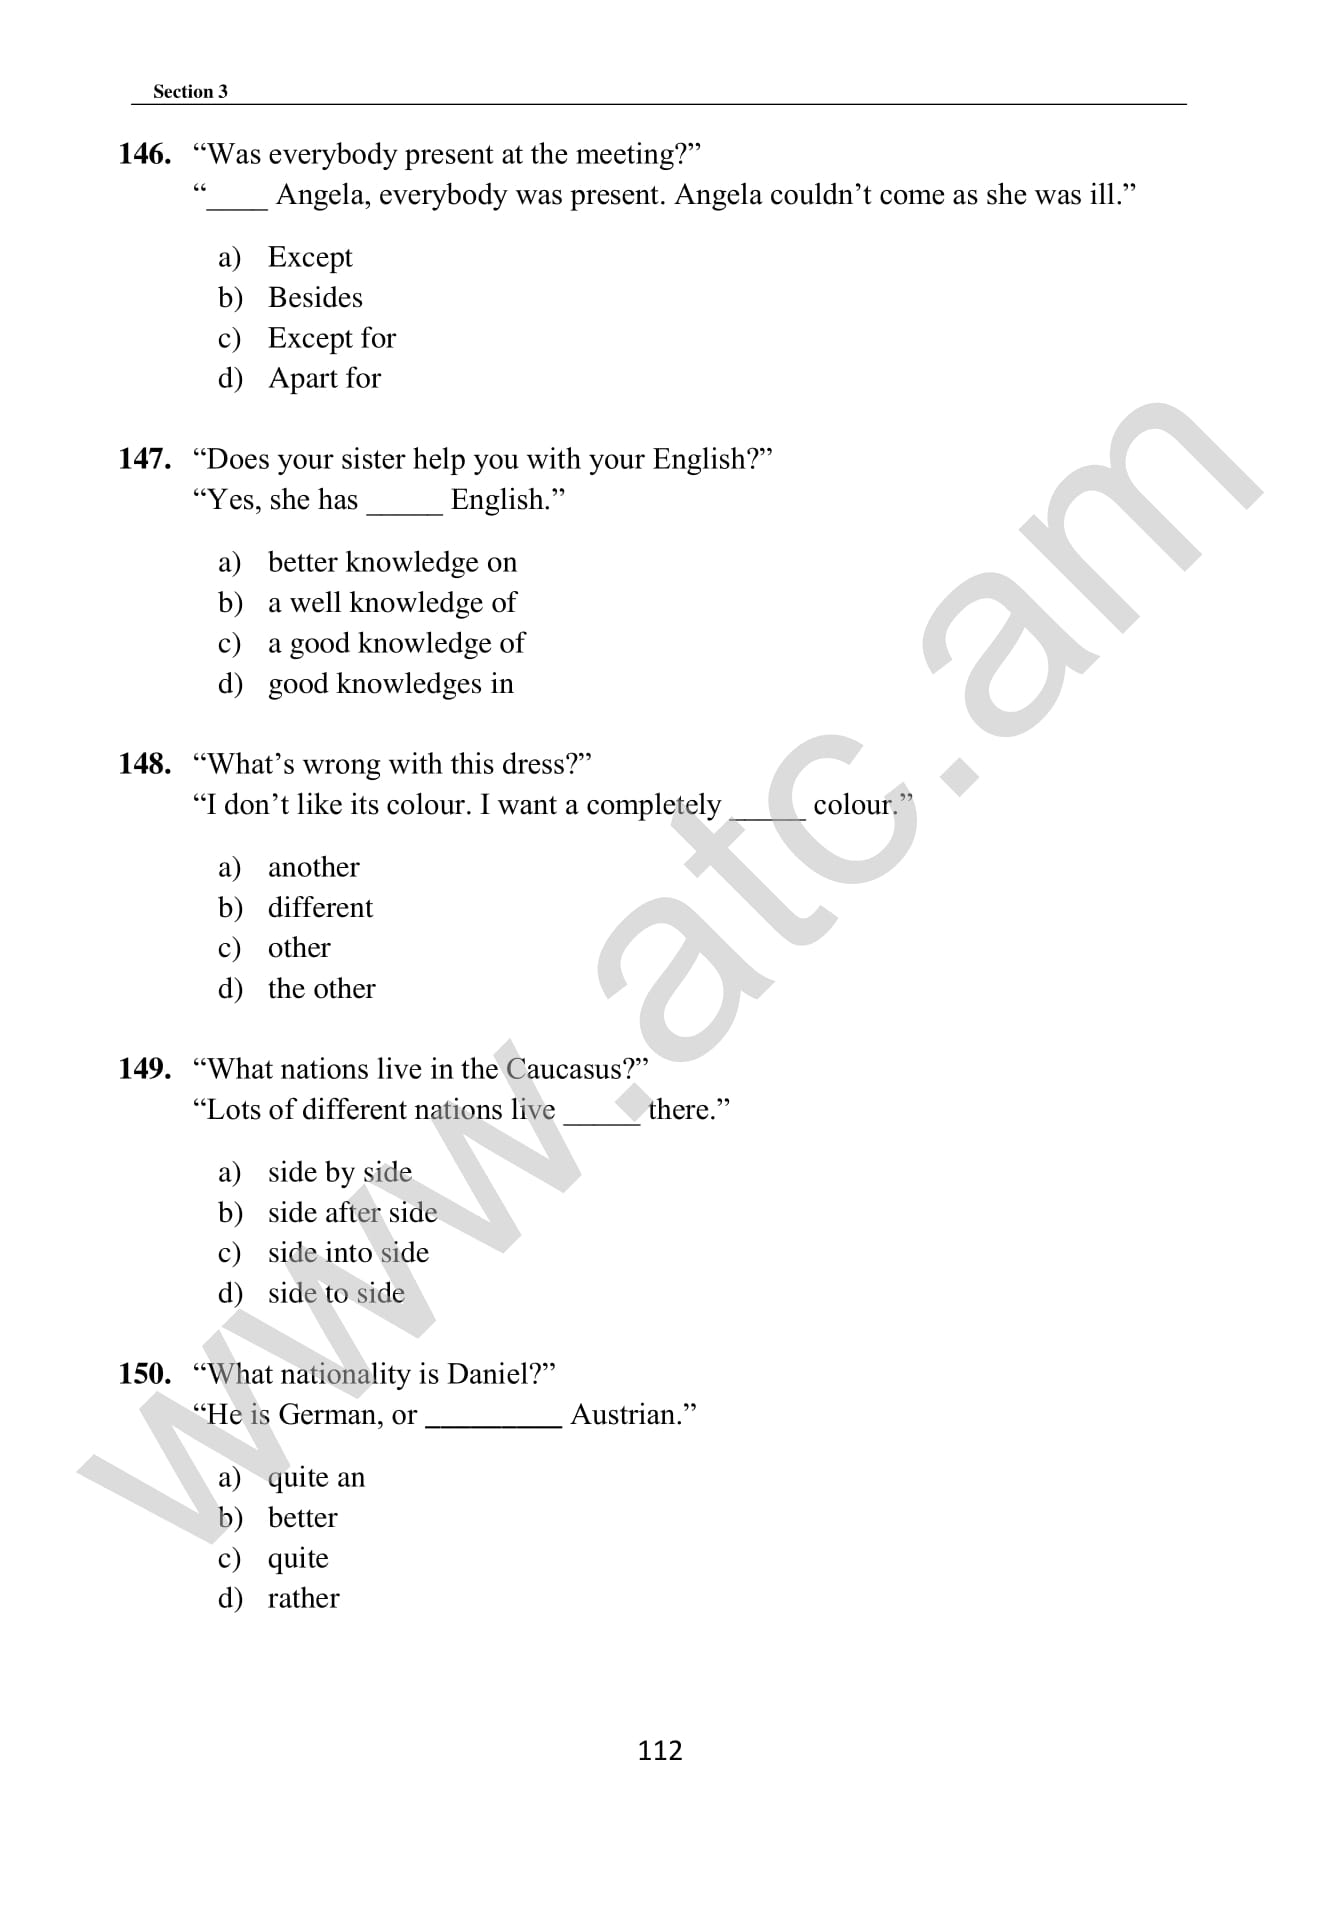 Section 3
146. “Was everybody present at the meeting?”
“____ Angela, everybody was present. Angela couldn’t come as she was ill.”
a) Except
b) Besides
c) Except for
d) Apart for
147. “Does your sister help you with your English?”
“Yes, she has _____ English.”
a) better knowledge on
b) a well knowledge of
c) a good knowledge of
d) good knowledges in
148. “What’s wrong with this dress?”
“I don’t like its colour. I want a completely _____ colour.”
a) another
b) different
c) other
d) the other
149. “What nations live in the Caucasus?”
“Lots of different nations live _____ there.”
a) side by side
b) side after side
c) side into side
d) side to side
150. “What nationality is Daniel?”
“He is German, or _________ Austrian.”
a) quite an
b) better
c) quite
d) rather
112
www.atc.am